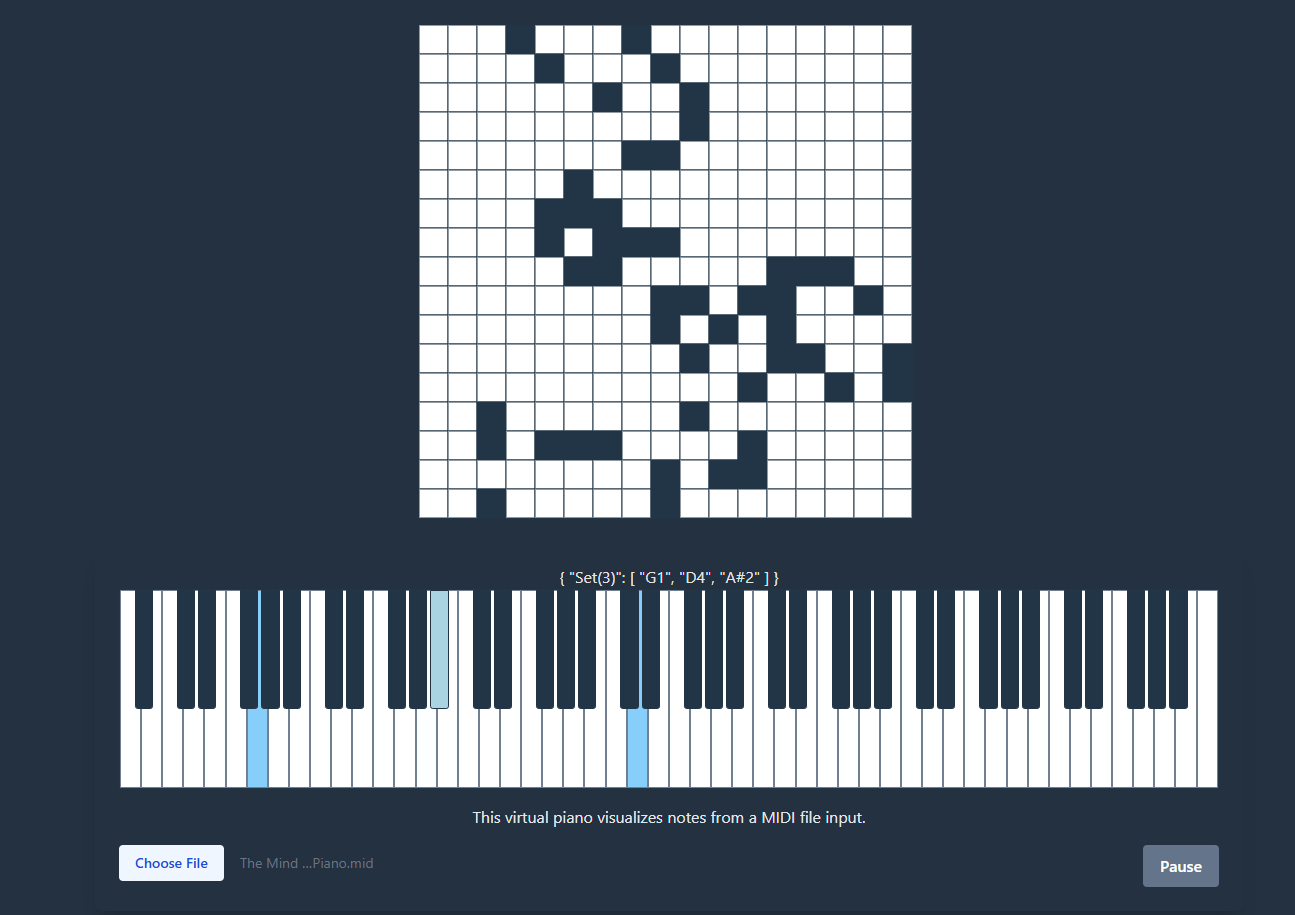 { "Set(3)": [ "G1", "D4", "A#2" ] }
This virtual piano visualizes notes from a MIDI file input.
Choose File The Mind ...Piano.mid
Pause